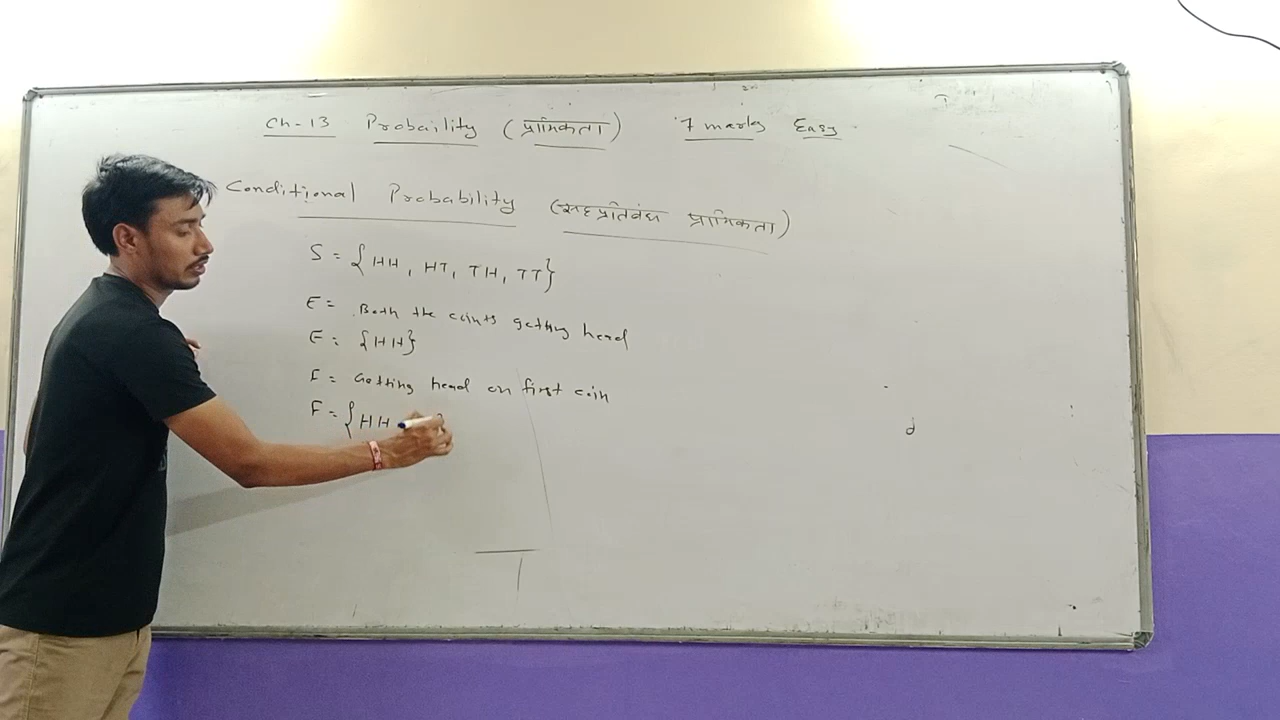 Ch-13 Probaility (प्रायिकता) 7 marks Easy
Conditional Probability (सप्रतिबंध प्रायिकता)
S = {HH, HT, TH, TT}
E = Both the coins getting head
E = {HH}
F = Getting head on first coin
F = {HH